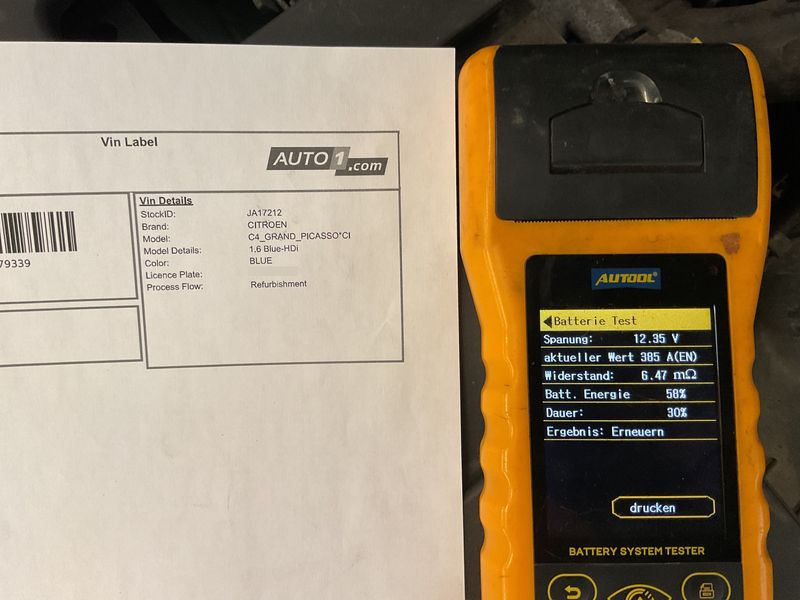 Vin Label
AUTO1.com
79339
Vin Details
StockID: JA17212
Brand: CITROEN
Model: C4_GRAND_PICASSO*CI
Model Details: 1.6 Blue-HDi
Color: BLUE
Licence Plate:
Process Flow: Refurbishment
AUTOOL®
Batterie Test
Spanung: 12.35 V
aktueller Wert 385 A(EN)
Widerstand: 6.47 mΩ
Batt. Energie 58%
Dauer: 30%
Ergebnis: Erneuern
drucken
BATTERY SYSTEM TESTER